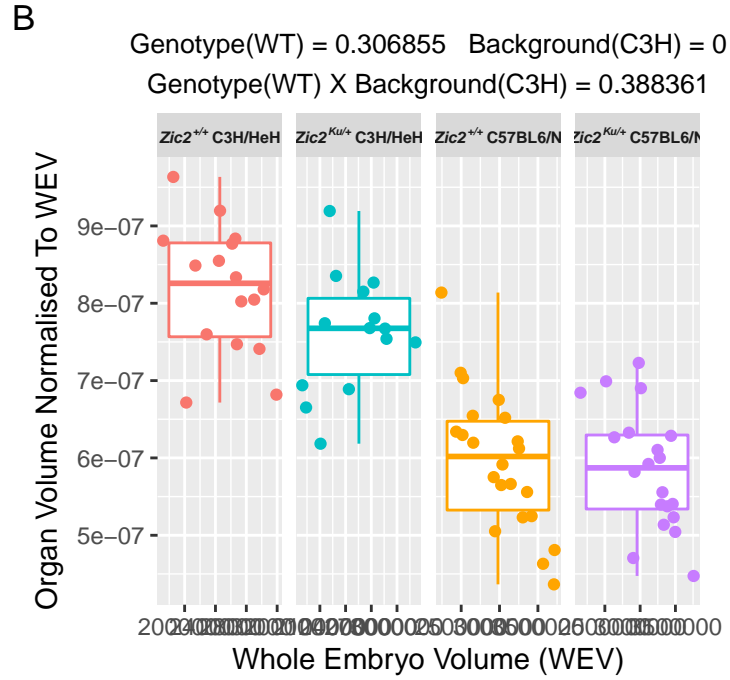 B
Genotype(WT) = 0.306855 Background(C3H) = 0
Genotype(WT) X Background(C3H) = 0.388361
Zic2+/+ C3H/HeH
Zic2Ku/+ C3H/HeH
Zic2+/+ C57BL6/N
Zic2Ku/+ C57BL6/N
Organ Volume Normalised To WEV
9e−07
8e−07
7e−07
6e−07
5e−07
Whole Embryo Volume (WEV)